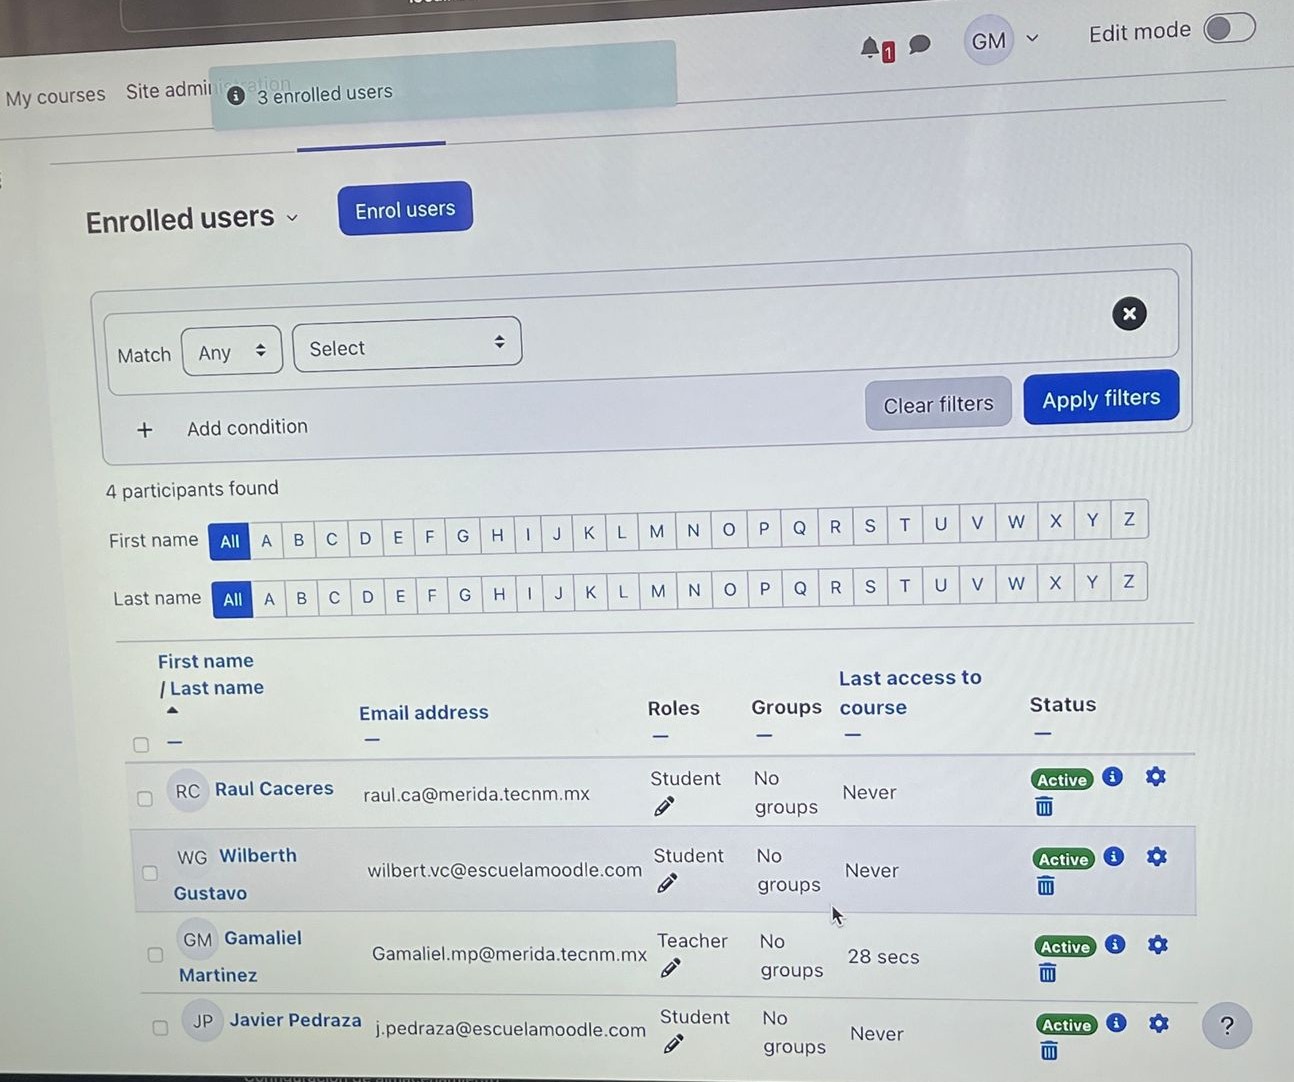 1
GM
Edit mode
My courses
Site administration
3 enrolled users
Enrolled users
Enrol users
Match
Any
Select
Add condition
Clear filters
Apply filters
4 participants found
First name All A B C D E F G H I J K L M N O P Q R S T U V W X Y Z
Last name All A B C D E F G H I J K L M N O P Q R S T U V W X Y Z
First name
/ Last name
Email address
Roles
Groups
Last access to
course
Status
RC Raul Caceres
raul.ca@merida.tecnm.mx
Student
No
groups
Never
Active
WG Wilberth
Gustavo
wilbert.vc@escuelamoodle.com
Student
No
groups
Never
Active
GM Gamaliel
Martinez
Gamaliel.mp@merida.tecnm.mx
Teacher
No
groups
28 secs
Active
JP Javier Pedraza
j.pedraza@escuelamoodle.com
Student
No
groups
Never
Active
?